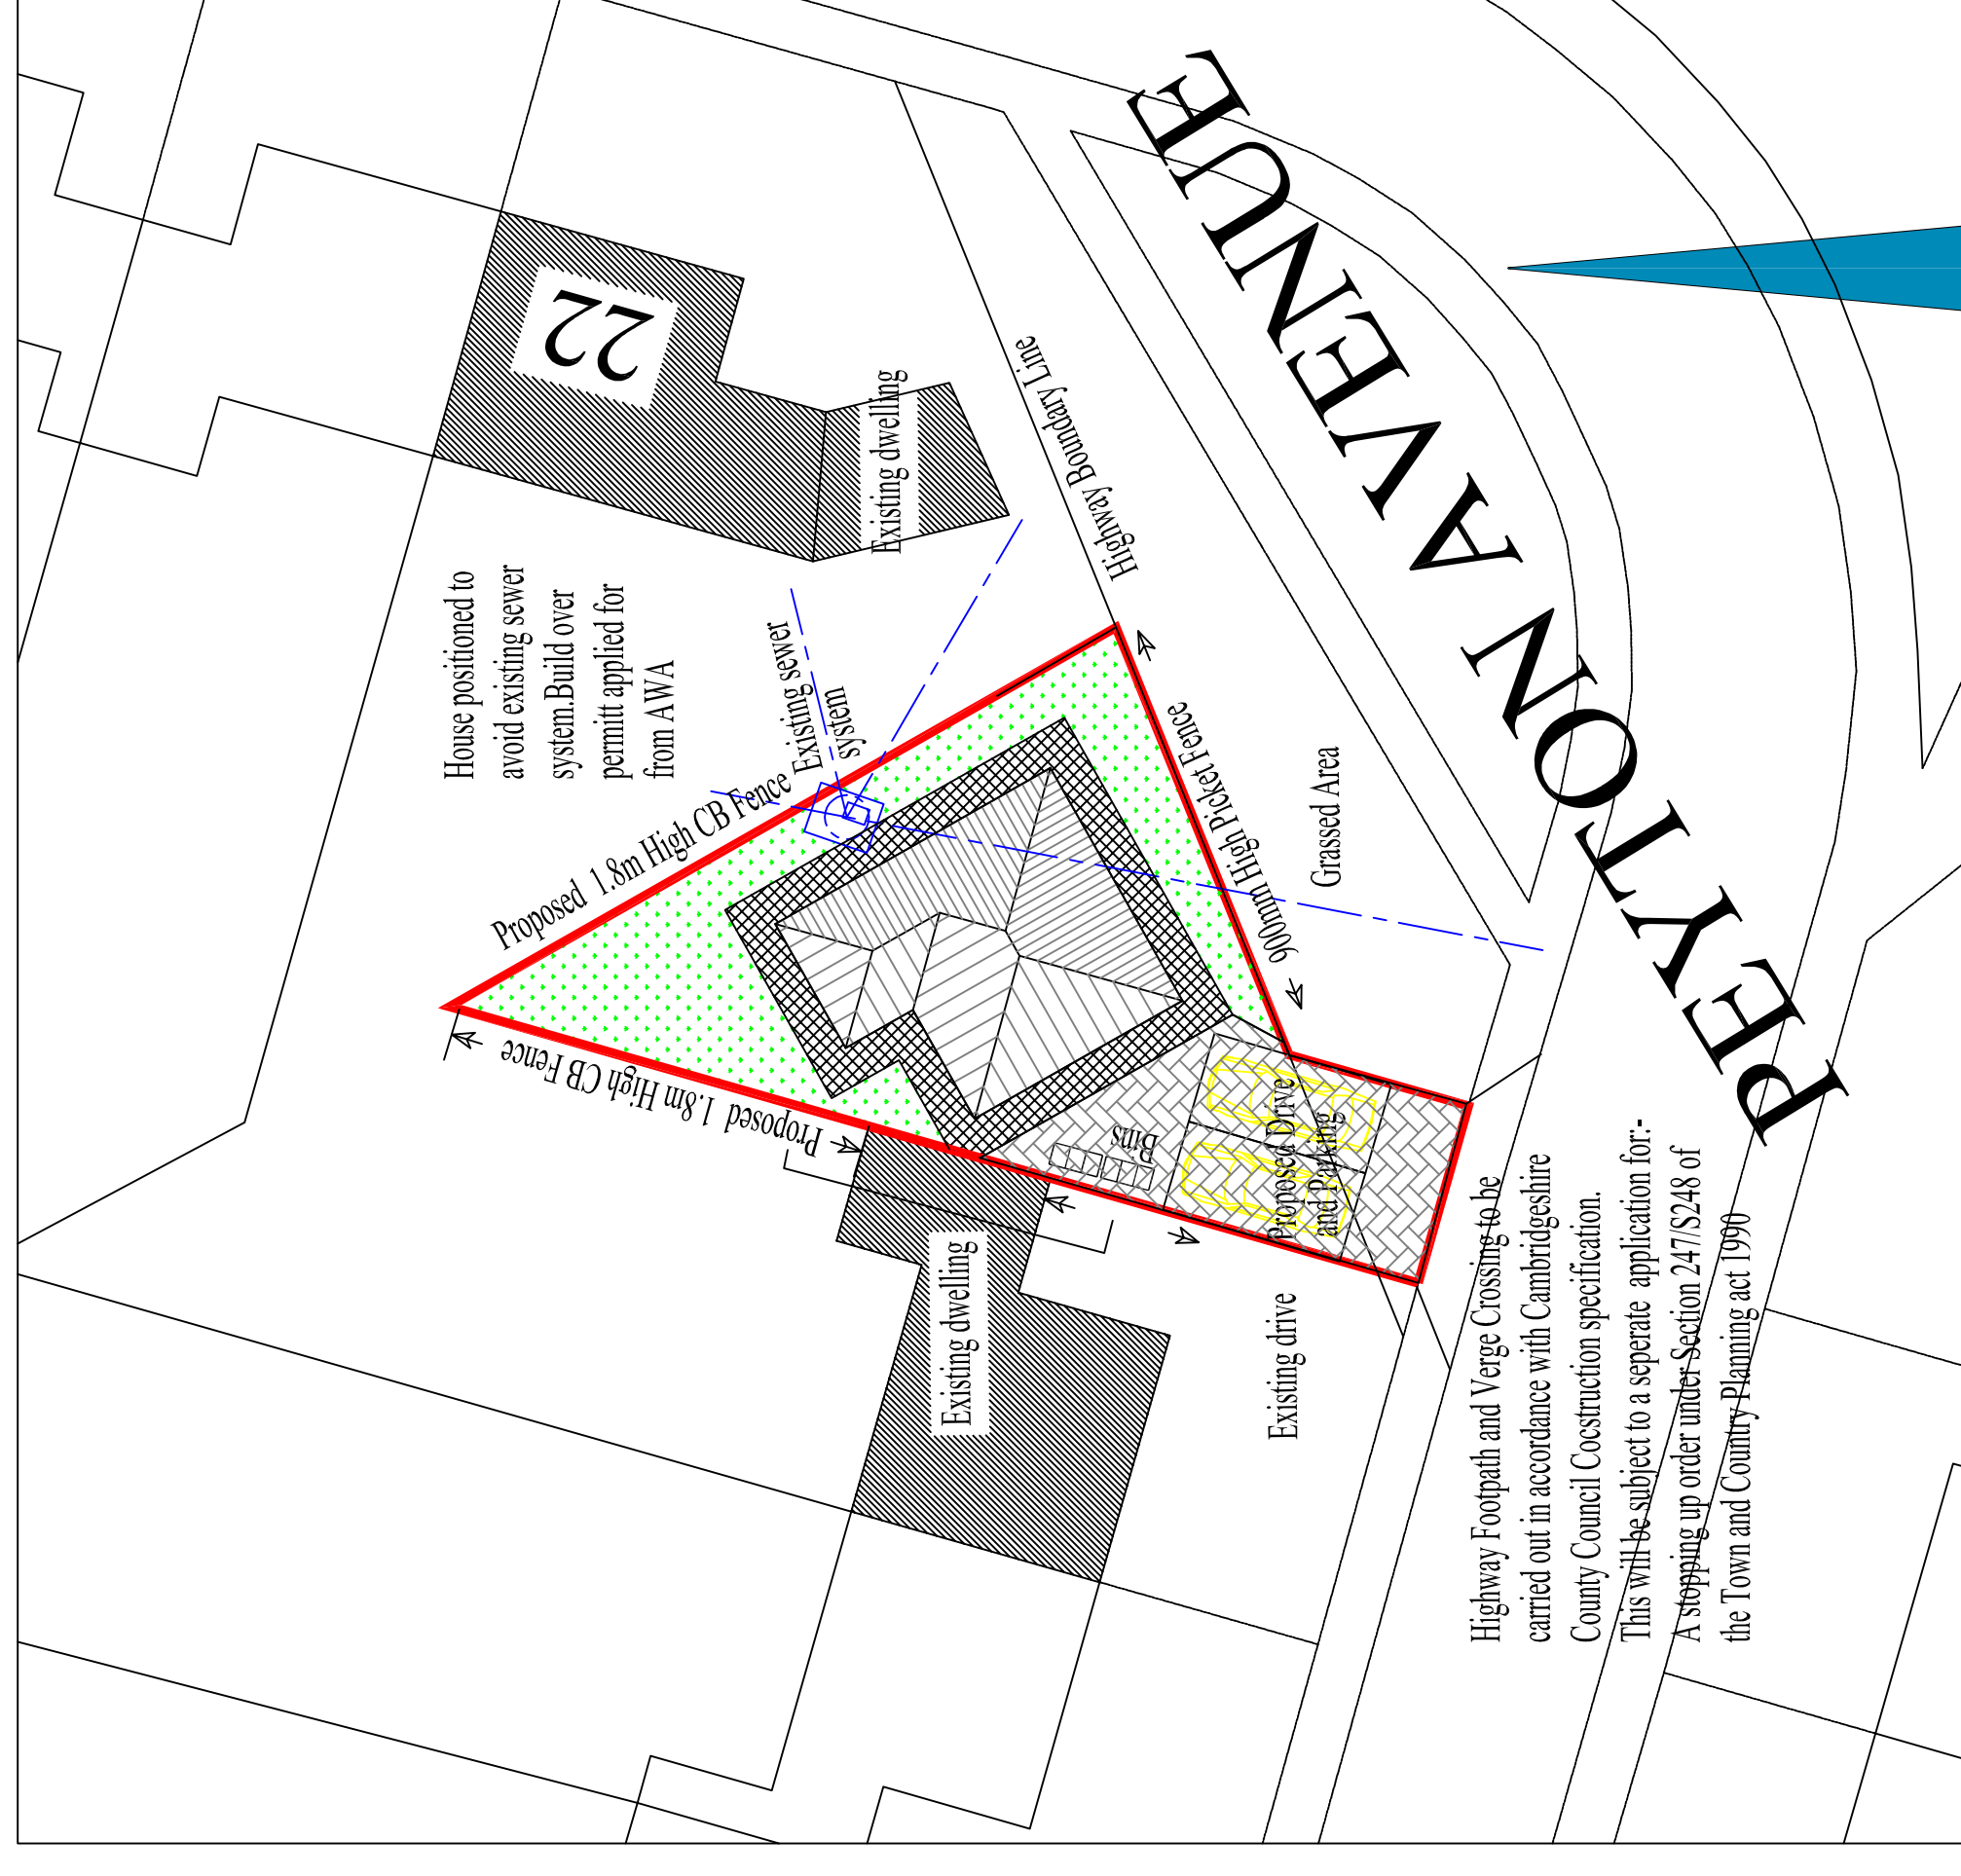 22
Existing dwelling
House positioned to
avoid existing sewer
system.Build over
permitt applied for
from AWA
Existing sewer
system
Highway Boundary Line
PEYTON AVENUE
Proposed 1.8m High CB Fence
900mm High Picket Fence
Grassed Area
Proposed 1.8m High CB Fence
Bins
Proposed Drive
and Parking
Existing dwelling
Existing drive
Highway Footpath and Verge Crossing to be
carried out in accordance with Cambridgeshire
County Council Cocstruction specification.
This will be subject to a seperate application for:-
A stopping up order under Section 247/S248 of
the Town and Country Planning act 1990